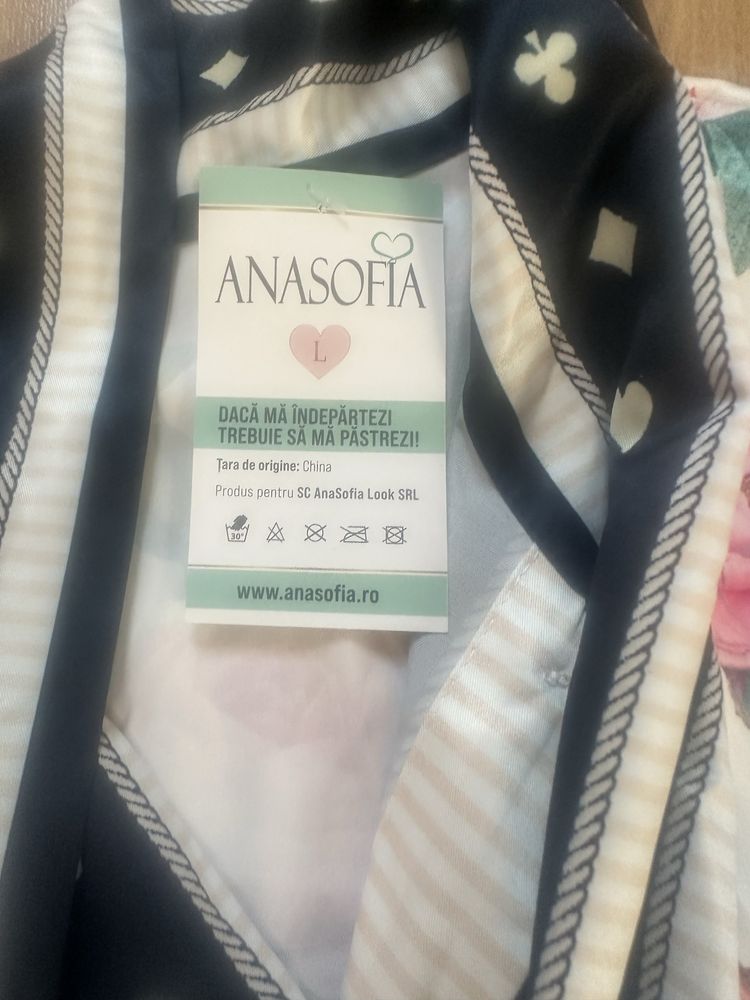 ANASOFIA
L
DACĂ MĂ ÎNDEPĂRTEZI
TREBUIE SĂ MĂ PĂSTREZI!
Țara de origine: China
Produs pentru SC AnaSofia Look SRL
30°
www.anasofia.ro